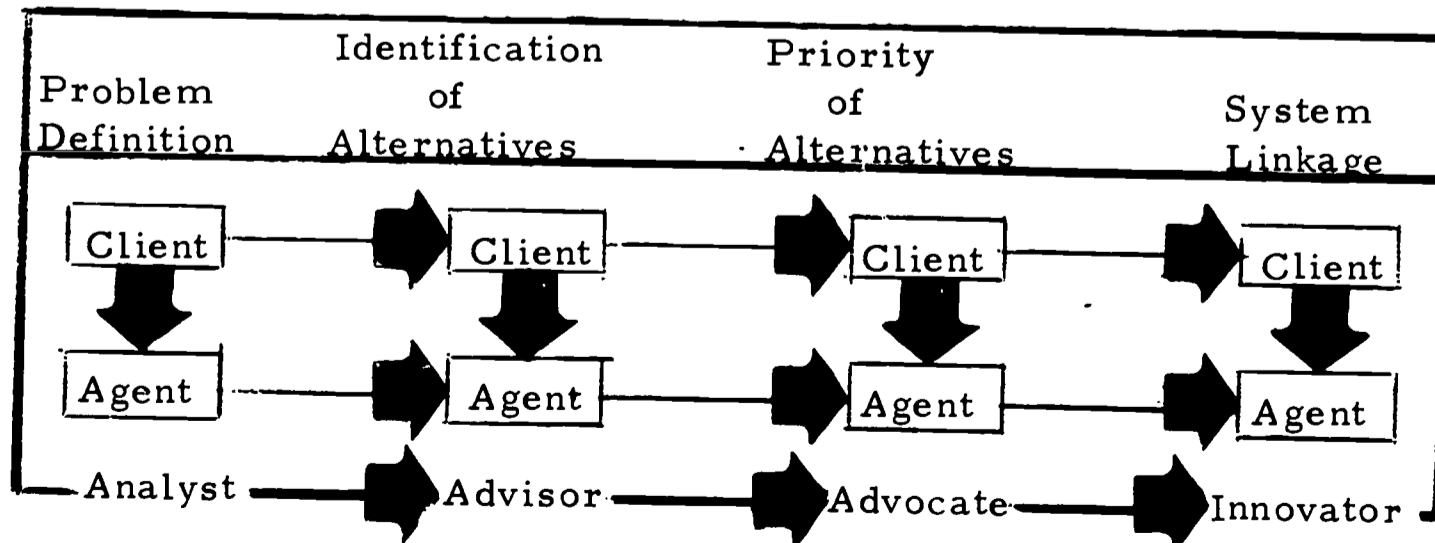 Problem
Definition
Identification
of
Alternatives
Priority
of
Alternatives
System
Linkage
Client Client Client Client
Agent Agent Agent Agent
Analyst Advisor Advocate Innovator